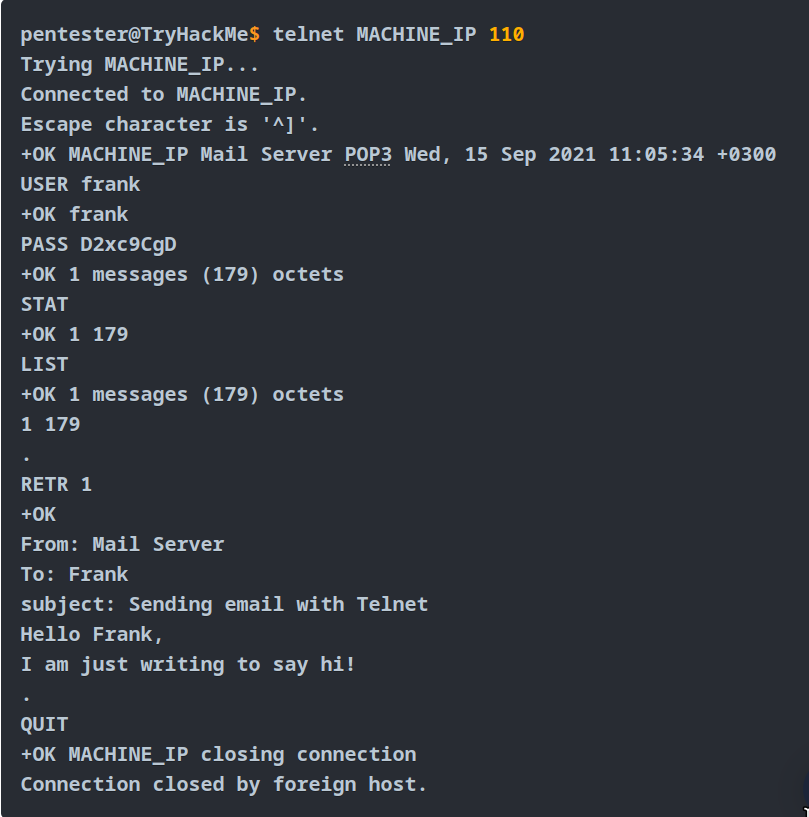 pentester@TryHackMe$ telnet MACHINE_IP 110
Trying MACHINE_IP...
Connected to MACHINE_IP.
Escape character is '^]'.
+OK MACHINE_IP Mail Server POP3 Wed, 15 Sep 2021 11:05:34 +0300
USER frank
+OK frank
PASS D2xc9CgD
+OK 1 messages (179) octets
STAT
+OK 1 179
LIST
+OK 1 messages (179) octets
1 179
.
RETR 1
+OK
From: Mail Server
To: Frank
subject: Sending email with Telnet
Hello Frank,
I am just writing to say hi!
.
QUIT
+OK MACHINE_IP closing connection
Connection closed by foreign host.